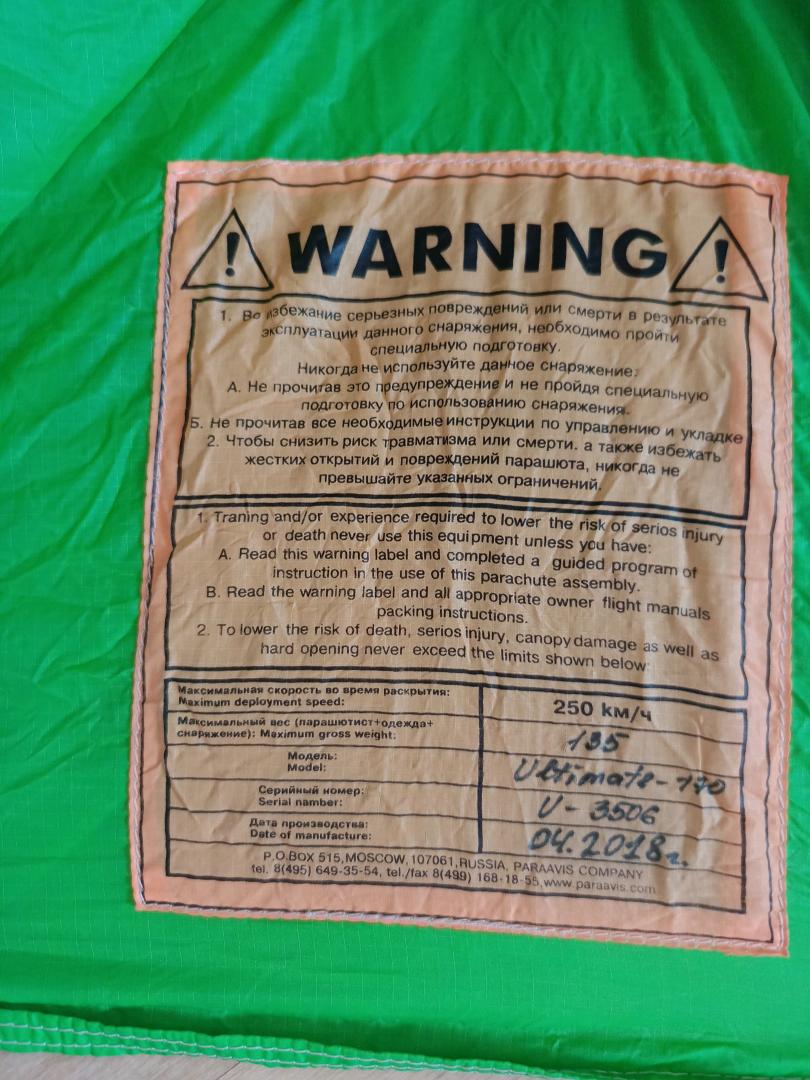 ! WARNING !
1. Во избежание серьезных повреждений или смерти в результате
эксплуатации данного снаряжения, необходимо пройти
специальную подготовку.
Никогда не используйте данное снаряжение:
А. Не прочитав это предупреждение и не пройдя специальную
подготовку по использованию снаряжения.
Б. Не прочитав все необходимые инструкции по управлению и укладке
2. Чтобы снизить риск травматизма или смерти. а также избежать
жестких открытий и повреждений парашюта, никогда не
превышайте указанных ограничений.
1. Traning and/or experience required to lower the risk of serios injury
or death never use this equipment unless you have:
A. Read this warning label and completed a guided program of
instruction in the use of this parachute assembly.
B. Read the warning label and all appropriate owner flight manuals
packing instructions.
2. To lower the risk of death, serios injury, canopy damage as well as
hard opening never exceed the limits shown below:
Максимальная скорость во время раскрытия:
Maximum deployment speed:
250 км/ч
Максимальный вес (парашютист+одежда+
снаряжение): Maximum gross weight:
135
Модель:
Model:
Ultimate-170
Серийный номер:
Serial namber:
U-3506
Дата производства:
Date of manufacture:
04.2018г.
P.O.BOX 515,MOSCOW,107061,RUSSIA, PARAAVIS COMPANY
tel. 8(495) 649-35-54, tel./fax 8(499) 168-18-55,www.paraavis.com